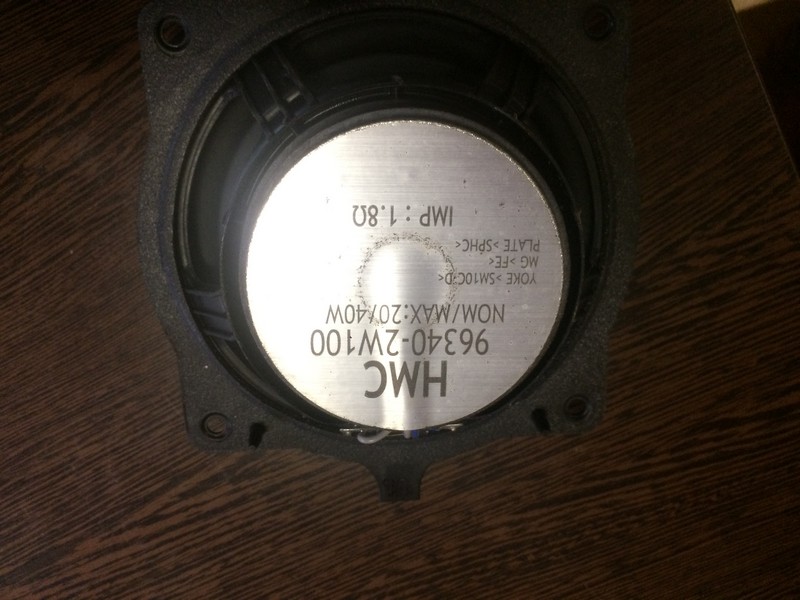 HMC
96340-2W100
NOM/MAX:20/40W
YOKE >SM10C-D<
MG >FE<
PLATE >SPHC<
IMP : 1.8Ω